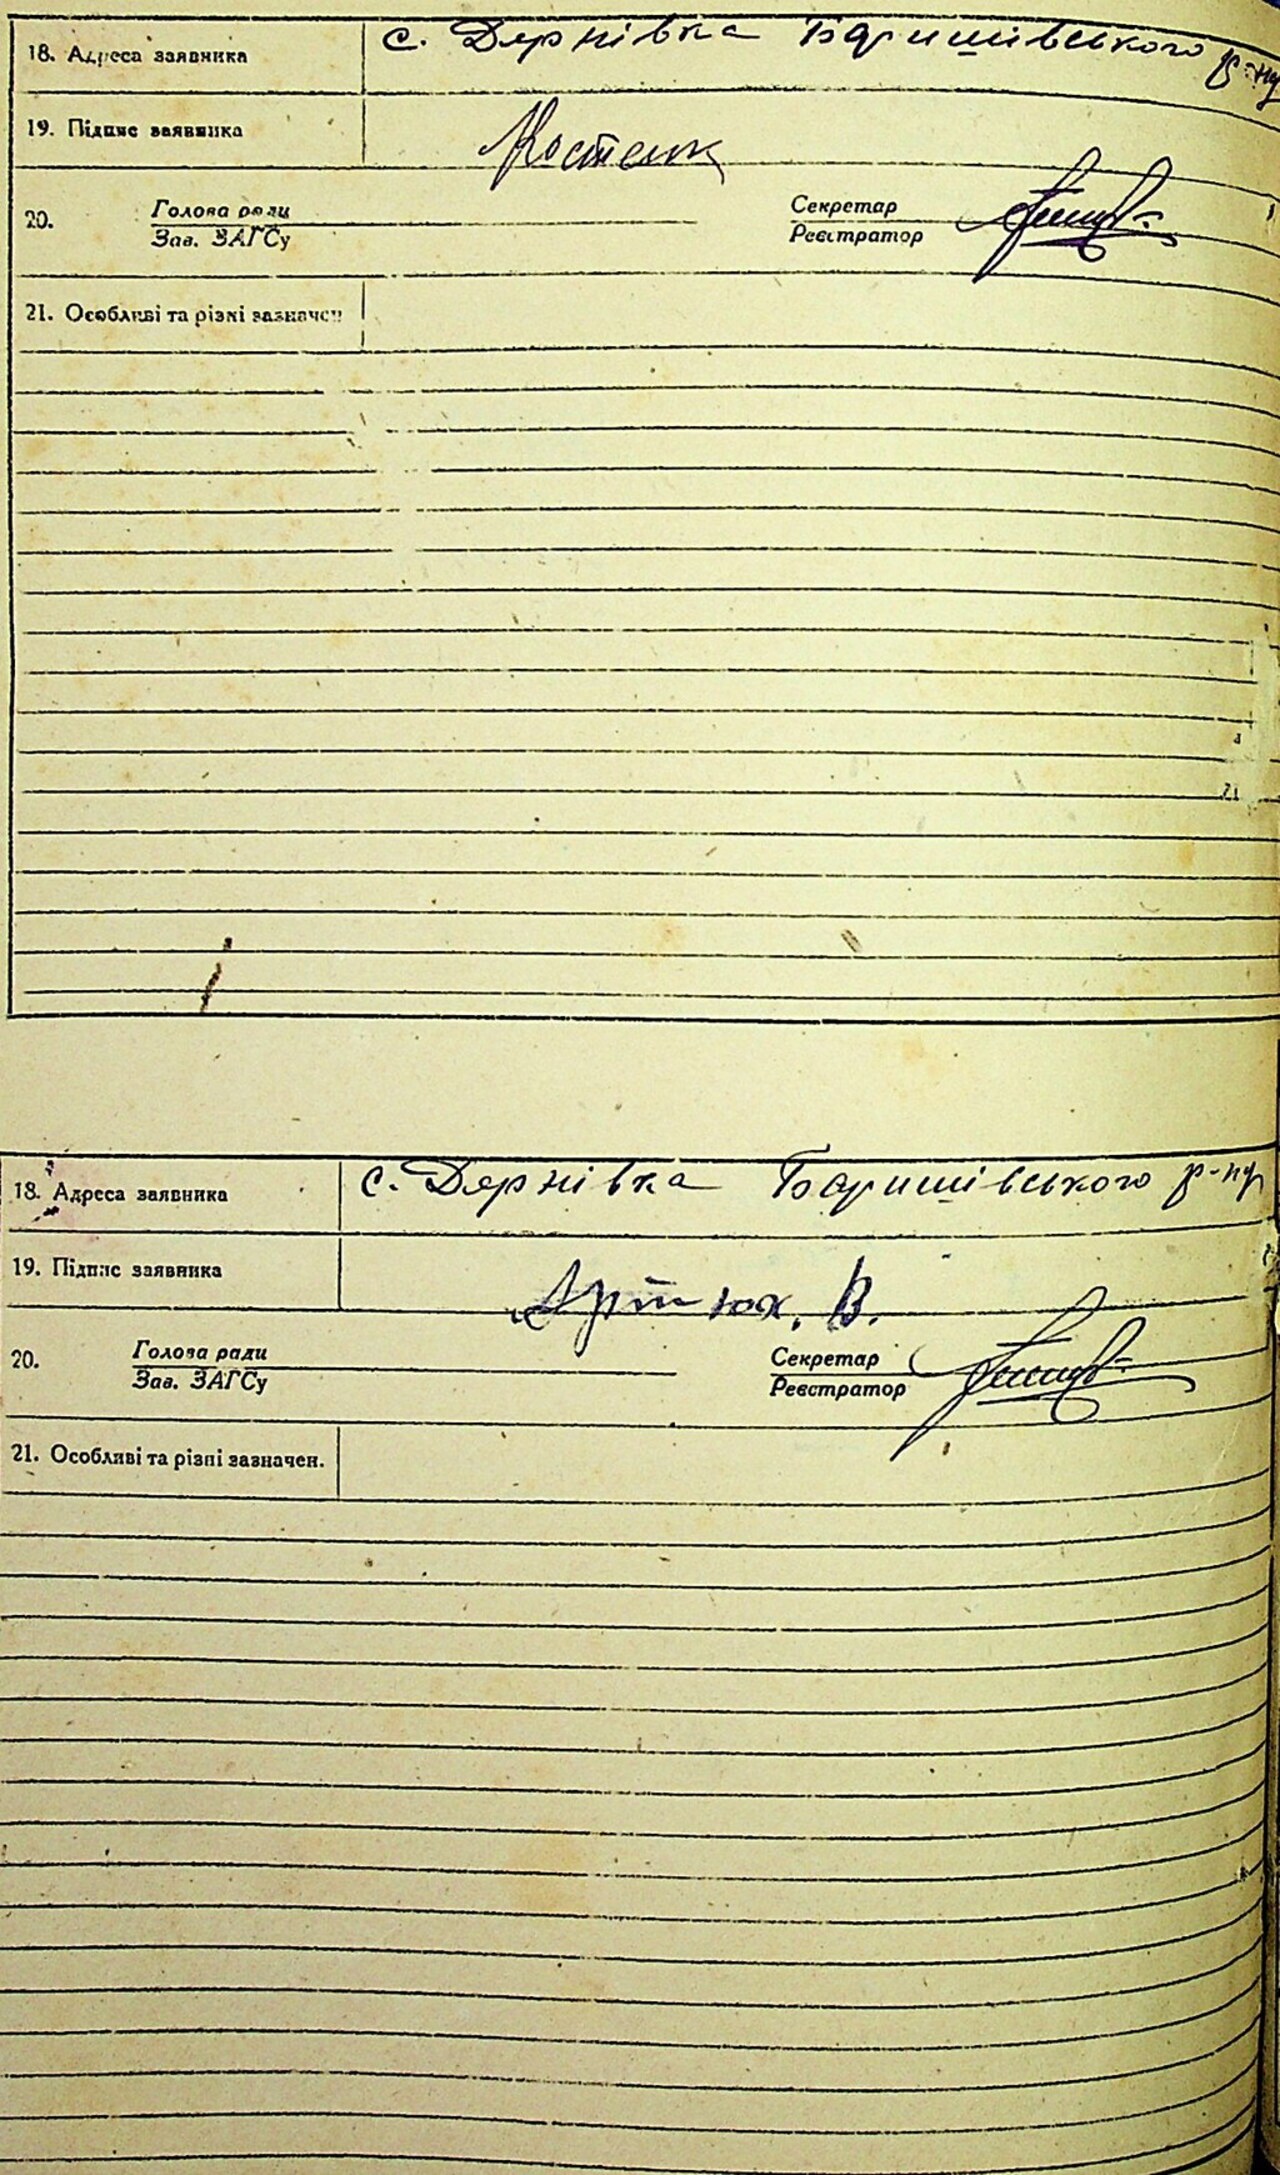 18. Адреса заявника с. Дернівка Баришівського р-ну
19. Підпис заявника Костенк
20. Голова ради Секретар
Зав. ЗАГСу Реєстратор
21. Особливі та різні зазначен
18. Адреса заявника с. Дернівка Баришівського р-ну
19. Підпис заявника Артюх. В.
20. Голова ради Секретар
Зав. ЗАГСу Реєстратор
21. Особливі та різні зазначен.